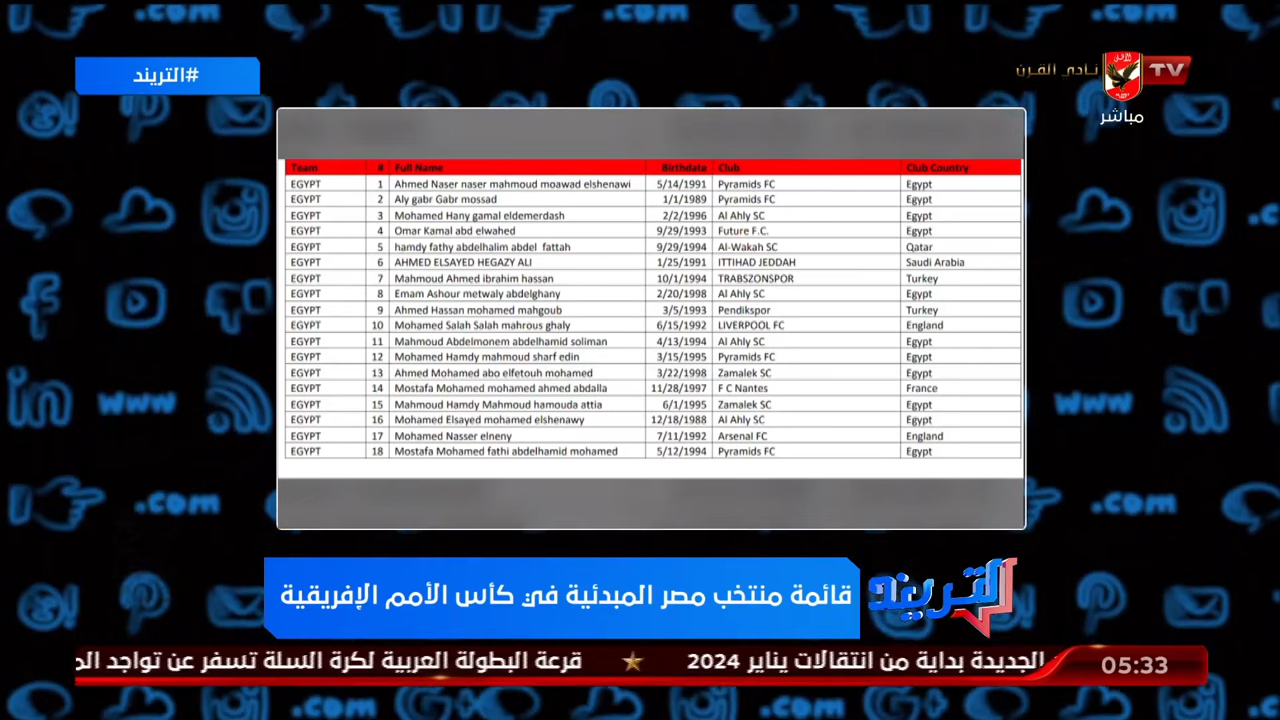 #التريند
نادي القرن
TV
مباشر
Team # Full Name Birthdate Club Club Country
EGYPT 1 Ahmed Naser naser mahmoud moawad elshenawi 5/14/1991 Pyramids FC Egypt
EGYPT 2 Aly gabr Gabr mossad 1/1/1989 Pyramids FC Egypt
EGYPT 3 Mohamed Hany gamal eldemerdash 2/2/1996 Al Ahly SC Egypt
EGYPT 4 Omar Kamal abd elwahed 9/29/1993 Future F.C. Egypt
EGYPT 5 hamdy fathy abdelhalim abdel fattah 9/29/1994 Al-Wakah SC Qatar
EGYPT 6 AHMED ELSAYED HEGAZY ALI 1/25/1991 ITTIHAD JEDDAH Saudi Arabia
EGYPT 7 Mahmoud Ahmed ibrahim hassan 10/1/1994 TRABSZONSPOR Turkey
EGYPT 8 Emam Ashour metwaly abdelghany 2/20/1998 Al Ahly SC Egypt
EGYPT 9 Ahmed Hassan mohamed mahgoub 3/5/1993 Pendikspor Turkey
EGYPT 10 Mohamed Salah Salah mahrous ghaly 6/15/1992 LIVERPOOL FC England
EGYPT 11 Mahmoud Abdelmonem abdelhamid soliman 4/13/1994 Al Ahly SC Egypt
EGYPT 12 Mohamed Hamdy mahmoud sharf edin 3/15/1995 Pyramids FC Egypt
EGYPT 13 Ahmed Mohamed abo elfetouh mohamed 3/22/1998 Zamalek SC Egypt
EGYPT 14 Mostafa Mohamed mohamed ahmed abdalla 11/28/1997 F C Nantes France
EGYPT 15 Mahmoud Hamdy Mahmoud hamouda attia 6/1/1995 Zamalek SC Egypt
EGYPT 16 Mohamed Elsayed mohamed elshenawy 12/18/1988 Al Ahly SC Egypt
EGYPT 17 Mohamed Nasser elneny 7/11/1992 Arsenal FC England
EGYPT 18 Mostafa Mohamed fathi abdelhamid mohamed 5/12/1994 Pyramids FC Egypt
www
www
.com
.com
التريند
قائمة منتخب مصر المبدئية في كأس الأمم الإفريقية
05:33
الجديدة بداية من انتقالات يناير 2024 ★ قرعة البطولة العربية لكرة السلة تسفر عن تواجد